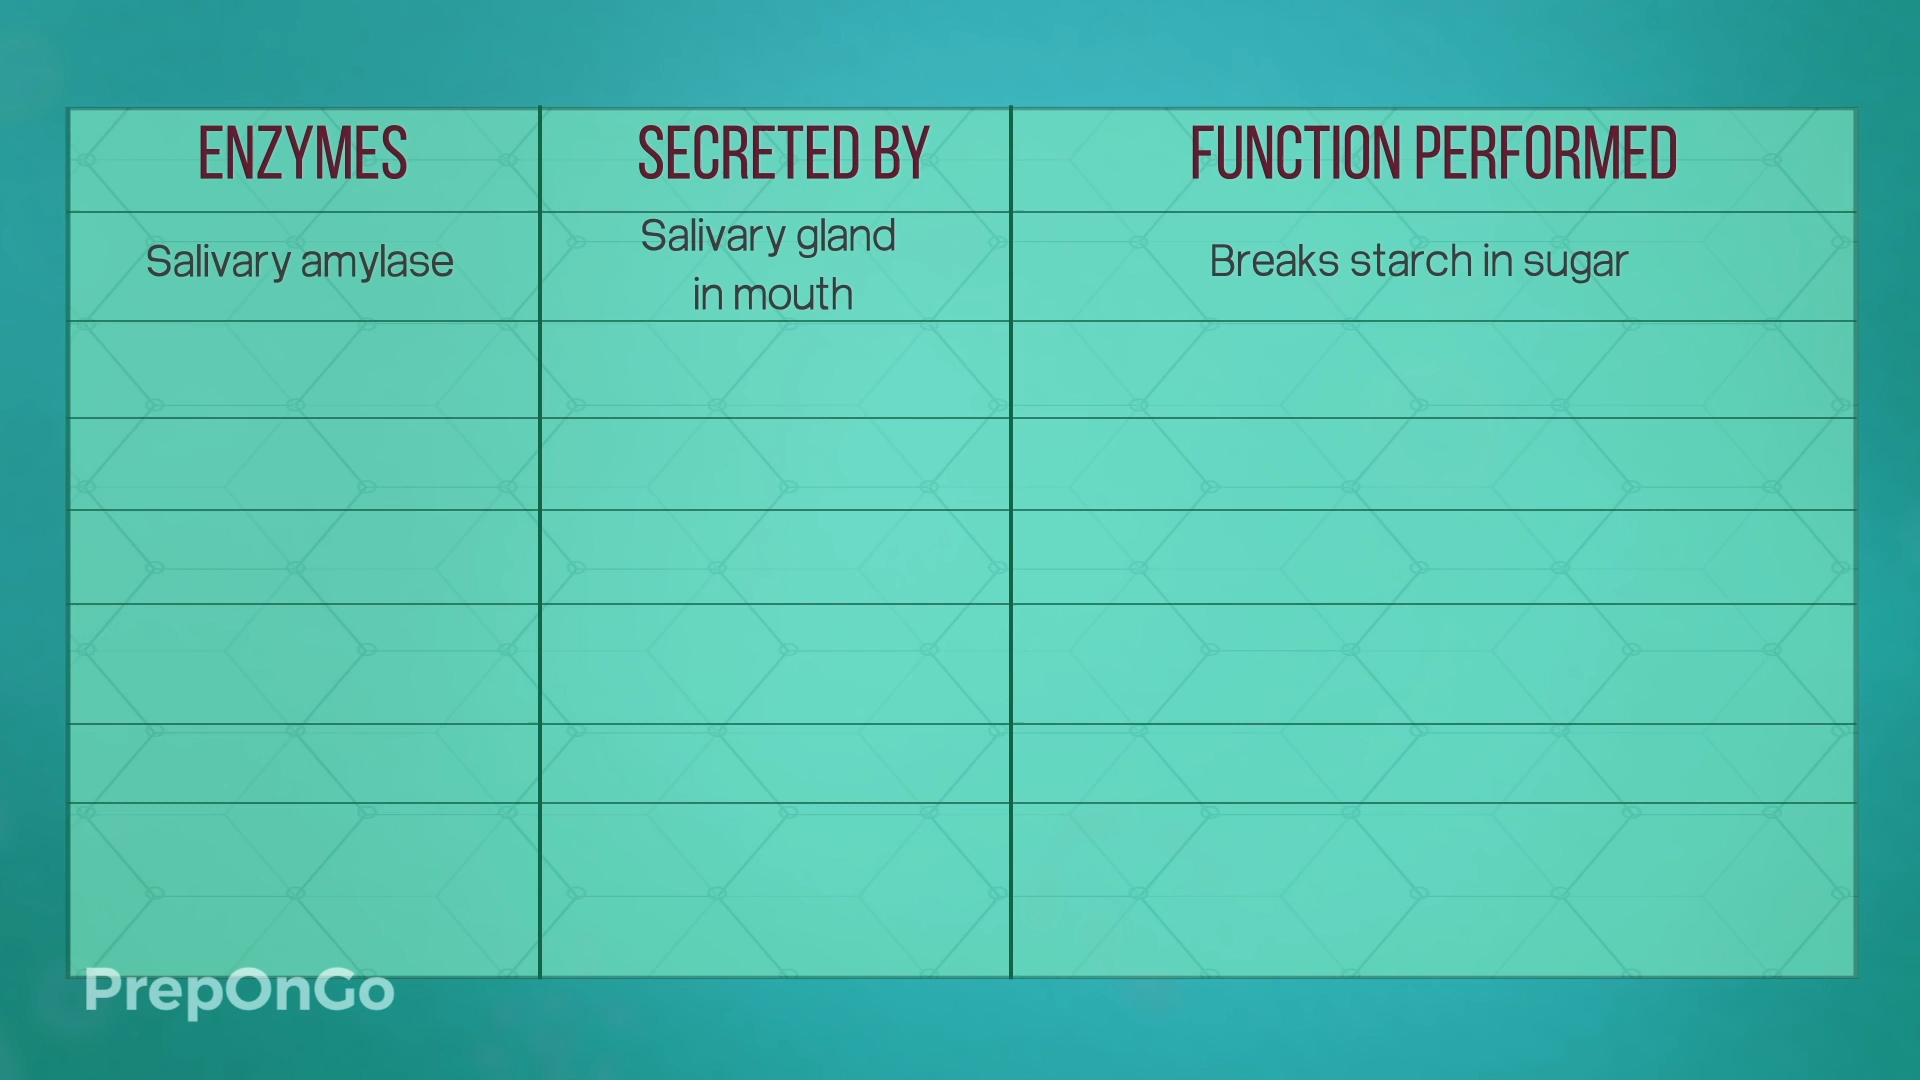 ENZYMES SECRETED BY FUNCTION PERFORMED
Salivary amylase
Salivary gland
in mouth
Breaks starch in sugar
PrepOnGo